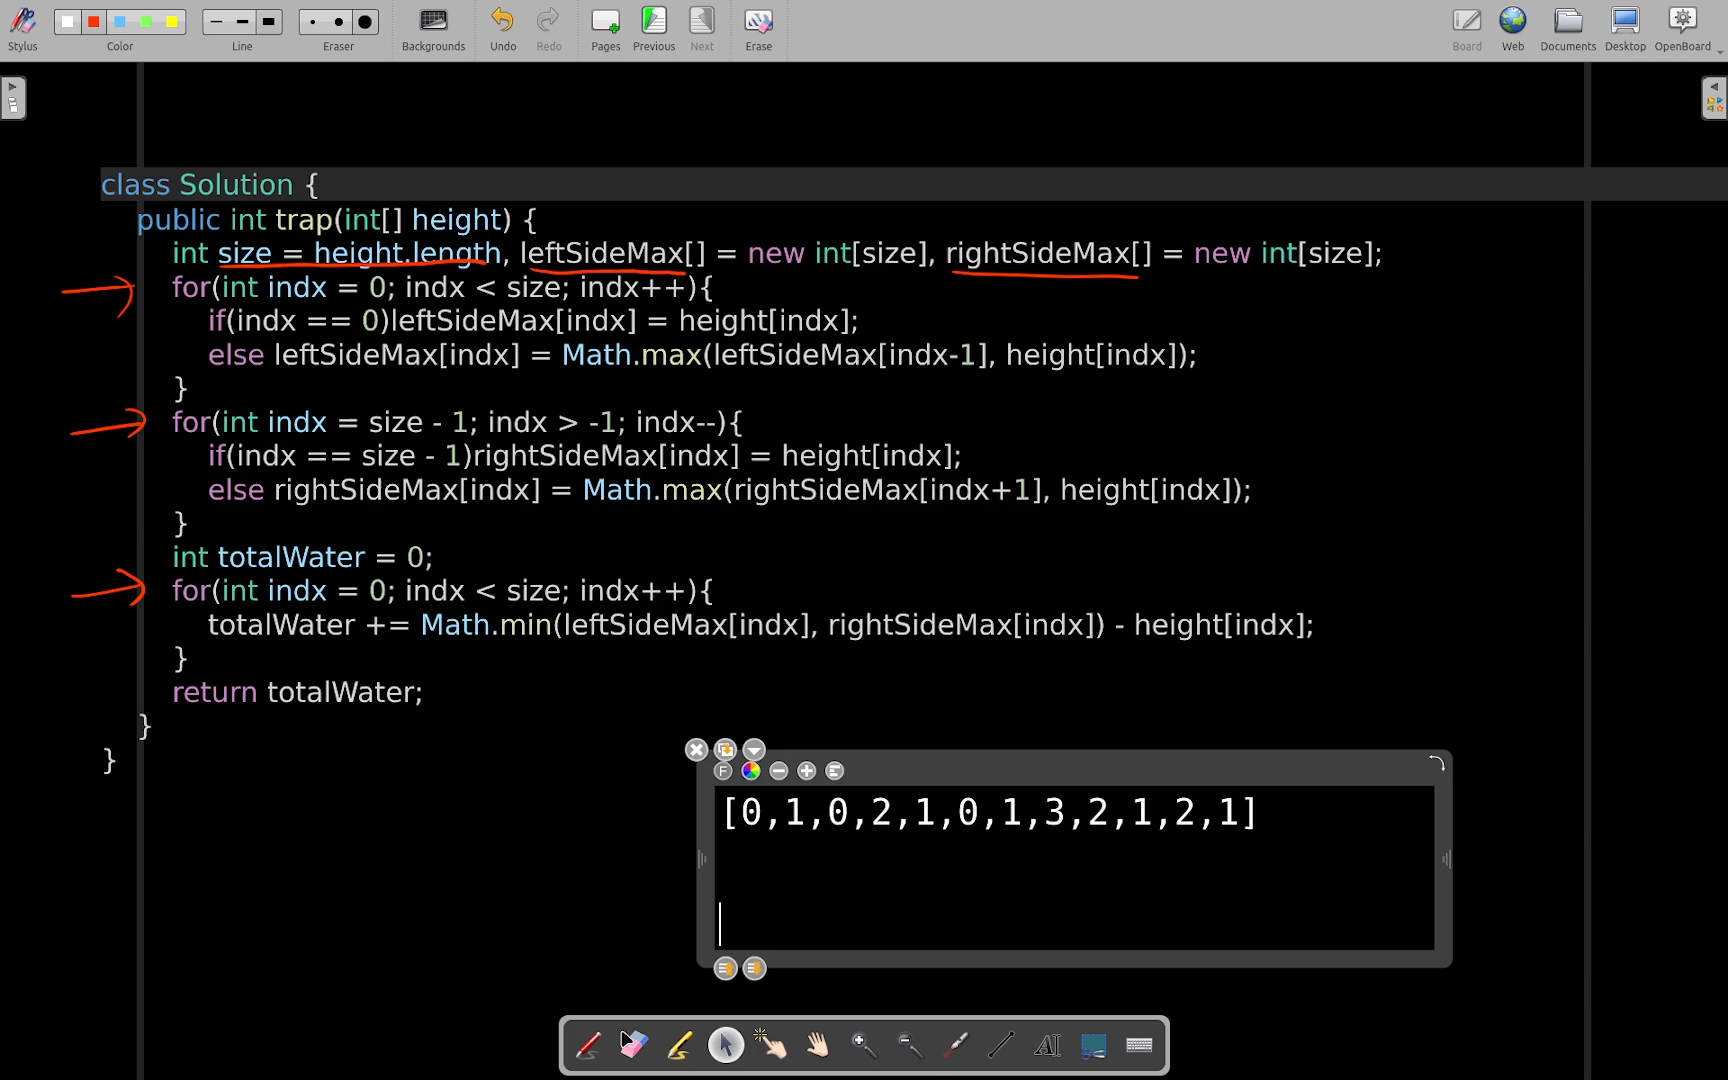 Stylus
Color
Line
Eraser
Backgrounds
Undo
Redo
Pages
Previous
Next
Erase
Board
Web
Documents
Desktop
OpenBoard
class Solution {
public int trap(int[] height) {
int size = height.length, leftSideMax[] = new int[size], rightSideMax[] = new int[size];
for(int indx = 0; indx < size; indx++){
if(indx == 0)leftSideMax[indx] = height[indx];
else leftSideMax[indx] = Math.max(leftSideMax[indx-1], height[indx]);
}
for(int indx = size - 1; indx > -1; indx--){
if(indx == size - 1)rightSideMax[indx] = height[indx];
else rightSideMax[indx] = Math.max(rightSideMax[indx+1], height[indx]);
}
int totalWater = 0;
for(int indx = 0; indx < size; indx++){
totalWater += Math.min(leftSideMax[indx], rightSideMax[indx]) - height[indx];
}
return totalWater;
}
}
F
[0,1,0,2,1,0,1,3,2,1,2,1]
AI